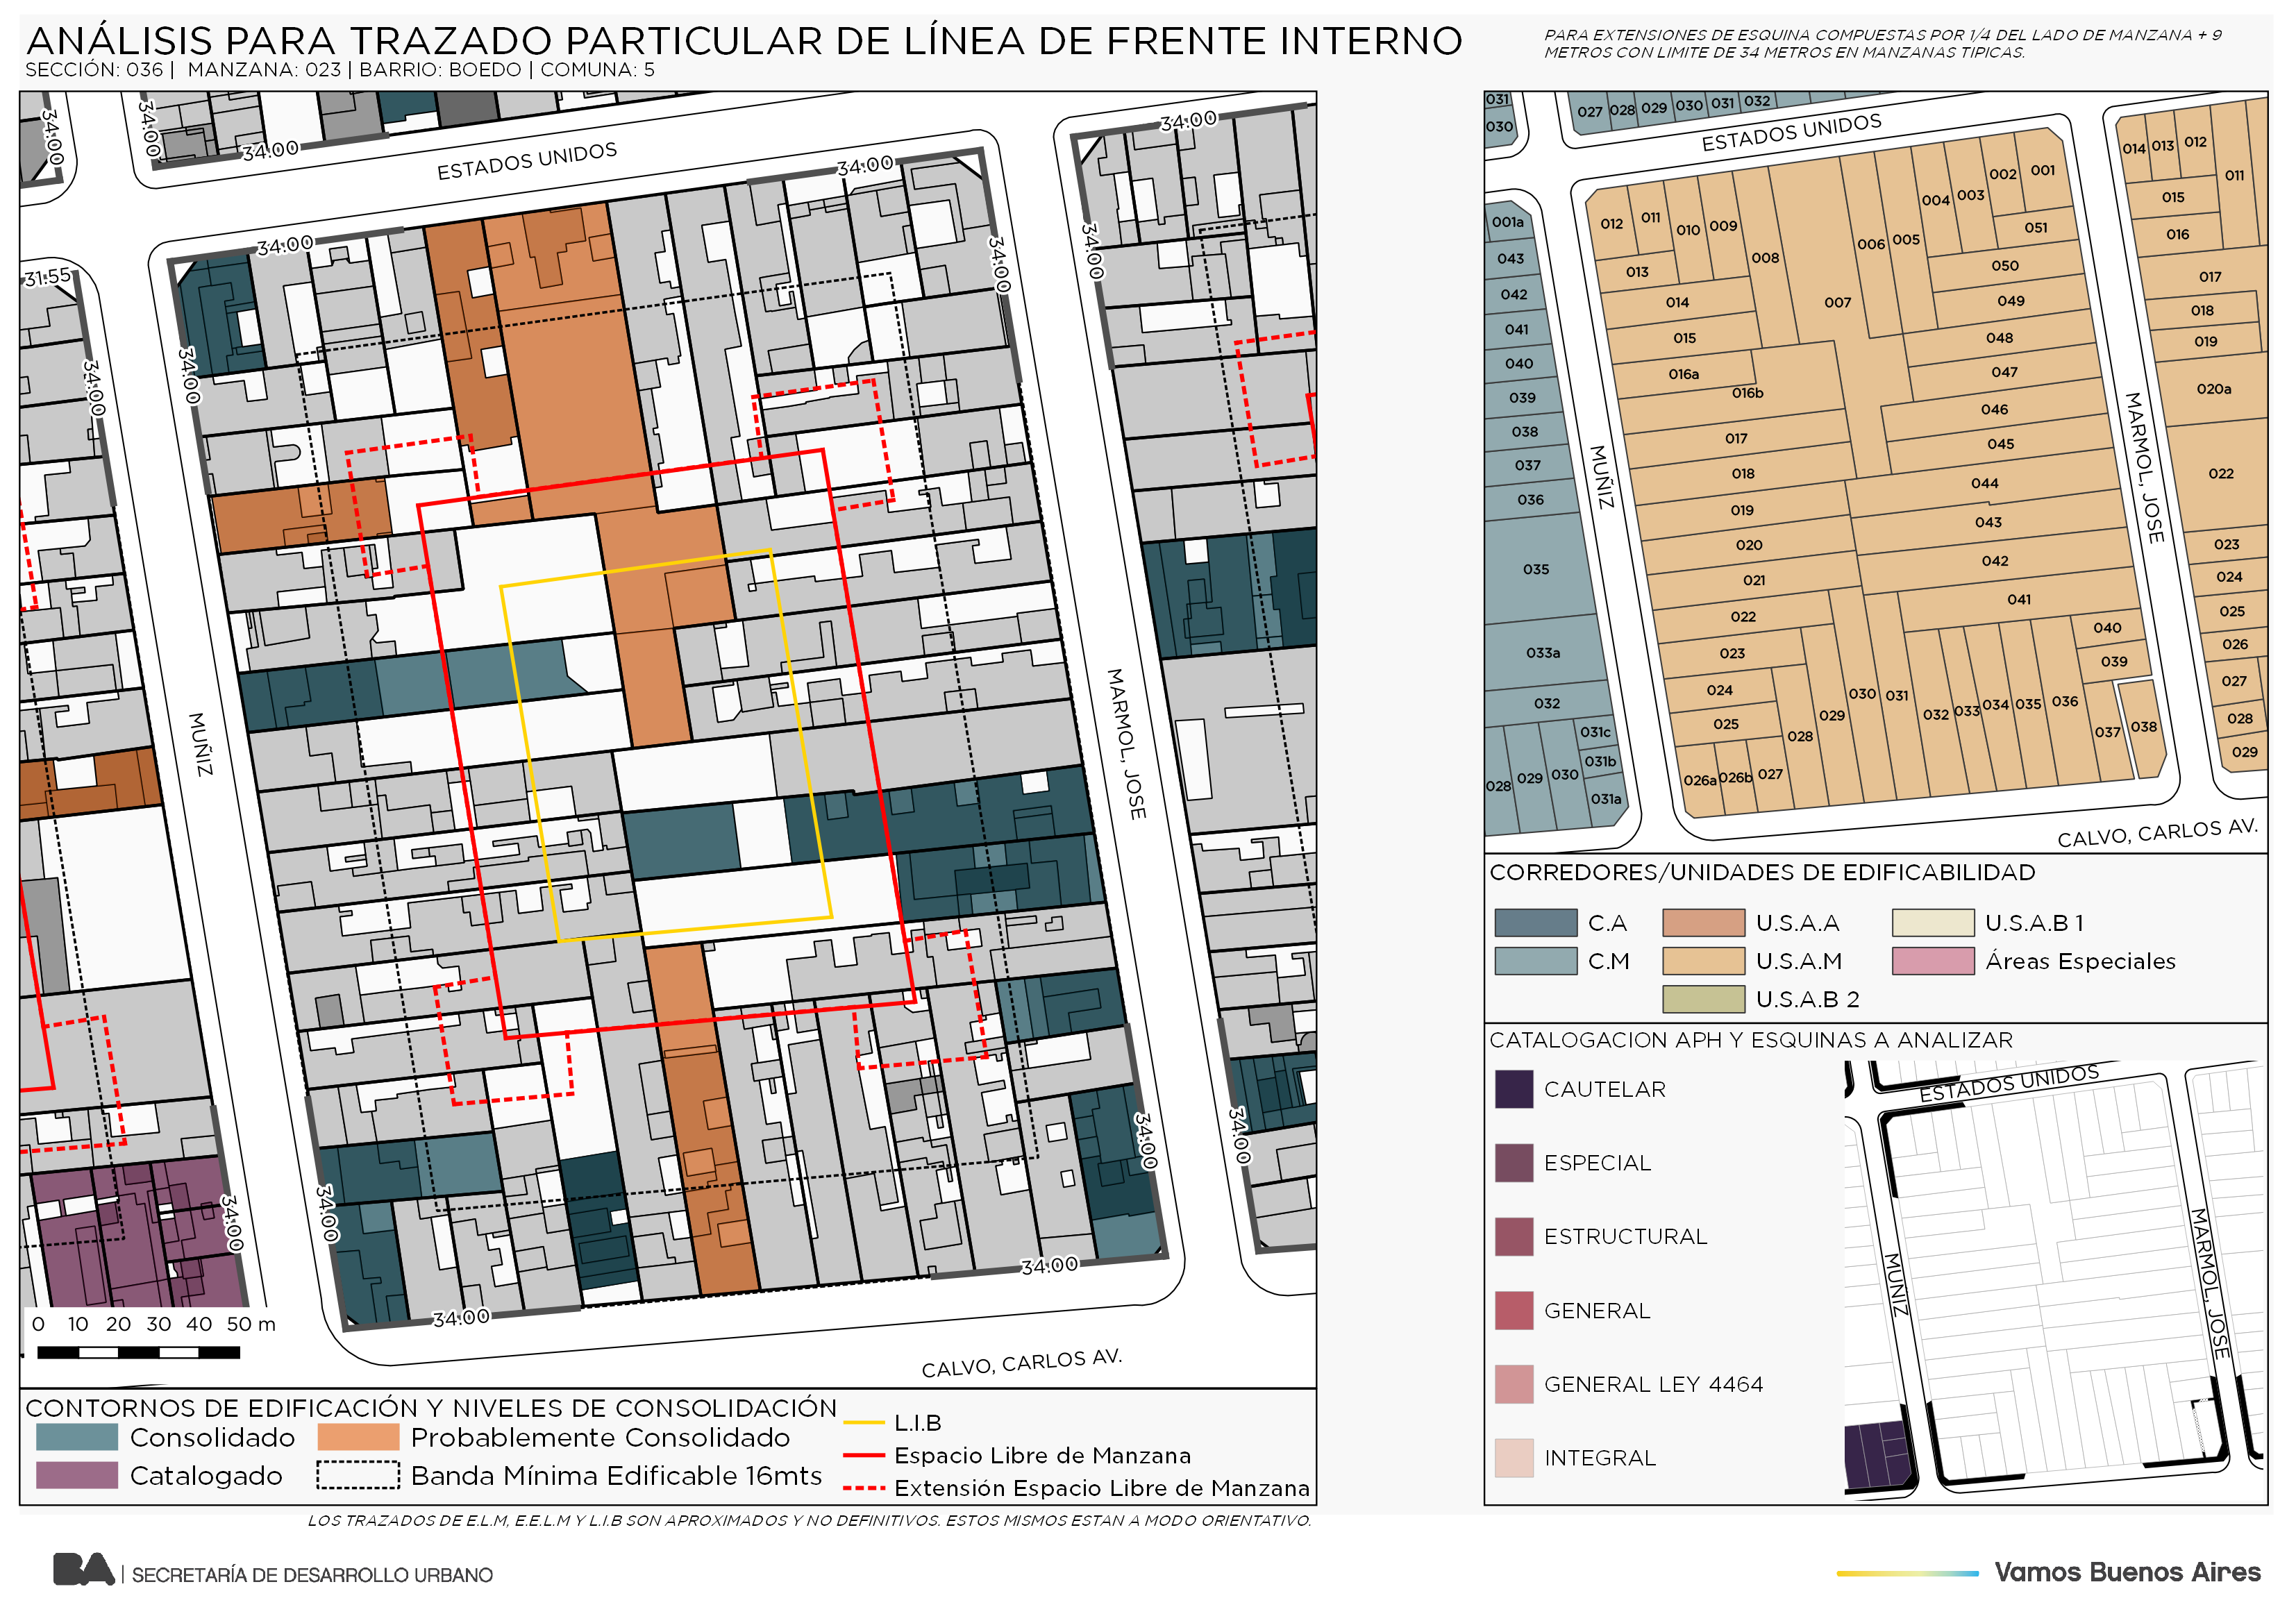 ANÁLISIS PARA TRAZADO PARTICULAR DE LÍNEA DE FRENTE INTERNO
SECCIÓN: 036 | MANZANA: 023 | BARRIO: BOEDO | COMUNA: 5
PARA EXTENSIONES DE ESQUINA COMPUESTAS POR 1/4 DEL LADO DE MANZANA + 9
METROS CON LIMITE DE 34 METROS EN MANZANAS TIPICAS.
34:00
34:00
34:00
34:00
ESTADOS UNIDOS
34:00
34:00
34:00
34:00
34:00
31:55
34:00
34:00
MUÑIZ
MARMOL, JOSE
34:00
34:00
34:00
34:00
34:00
34:00
CALVO, CARLOS AV.
0 10 20 30 40 50 m
CONTORNOS DE EDIFICACIÓN Y NIVELES DE CONSOLIDACIÓN
Consolidado
Probablemente Consolidado
Catalogado
Banda Mínima Edificable 16mts
L.I.B
Espacio Libre de Manzana
Extensión Espacio Libre de Manzana
LOS TRAZADOS DE E.L.M, E.E.L.M Y L.I.B SON APROXIMADOS Y NO DEFINITIVOS. ESTOS MISMOS ESTAN A MODO ORIENTATIVO.
031
030
027 028 029 030 031 032
ESTADOS UNIDOS
014 013 012
011
015
016
017
018
019
020a
022
023
024
025
026
027
028
029
001a
043
042
041
040
039
038
037
036
035
033a
032
031c
031b
031a
028 029 030
MUÑIZ
012 011 010 009 008 007 006 005 004 003 002 001
051
050
049
048
047
046
045
044
043
042
041
040
039
013
014
015
016a
016b
017
018
019
020
021
022
023
024
025
026a 026b 027 028 029 030 031 032 033 034 035 036 037 038
MARMOL, JOSE
CALVO, CARLOS AV.
CORREDORES/UNIDADES DE EDIFICABILIDAD
C.A
U.S.A.A
U.S.A.B 1
C.M
U.S.A.M
Áreas Especiales
U.S.A.B 2
CATALOGACION APH Y ESQUINAS A ANALIZAR
CAUTELAR
ESPECIAL
ESTRUCTURAL
GENERAL
GENERAL LEY 4464
INTEGRAL
ESTADOS UNIDOS
MUÑIZ
MARMOL, JOSE
BA | SECRETARÍA DE DESARROLLO URBANO
Vamos Buenos Aires